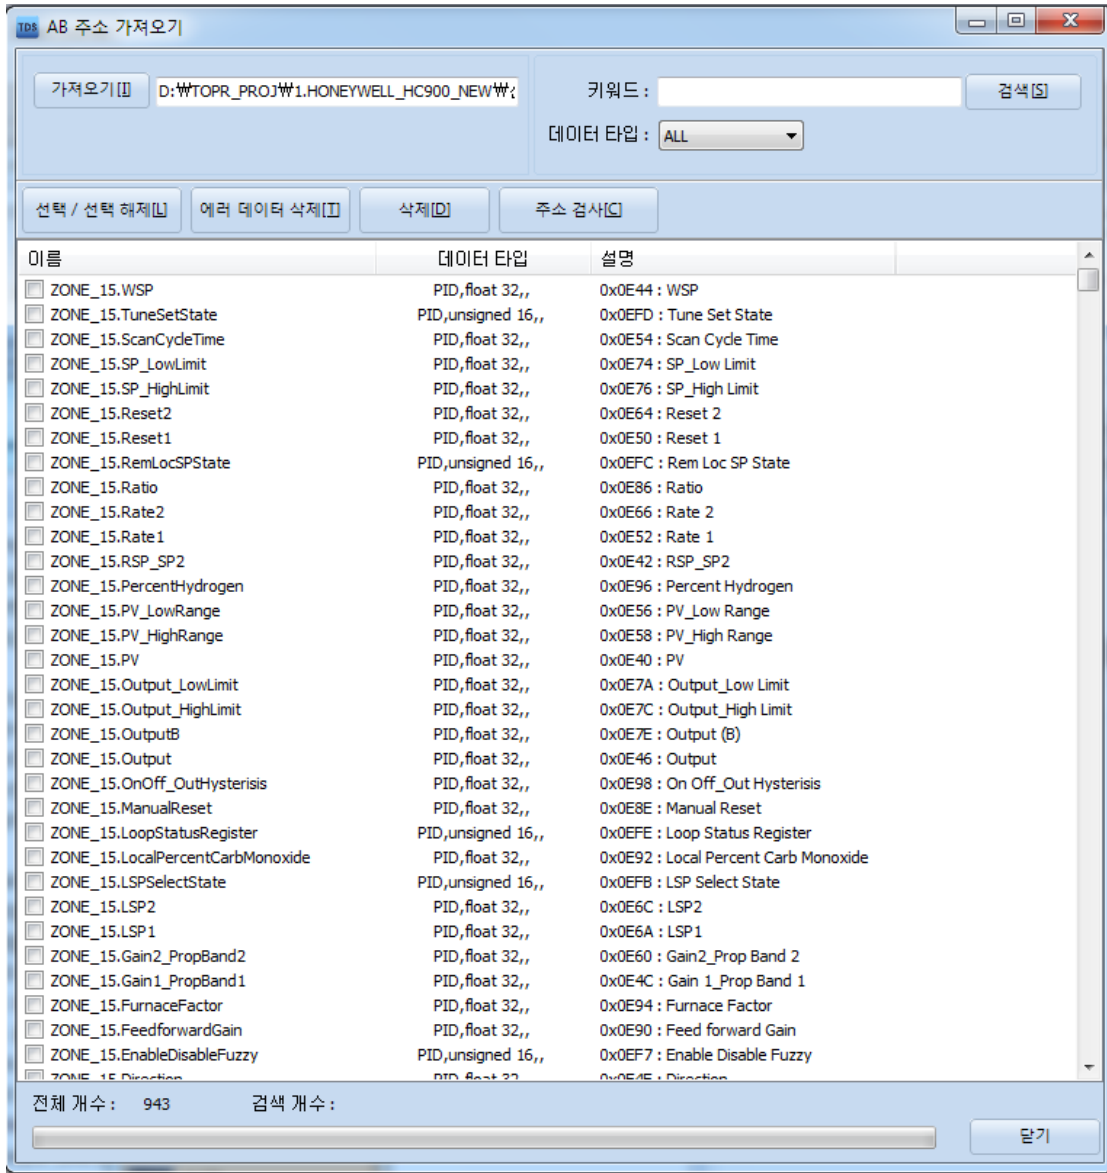 TDS AB 주소 가져오기
가져오기[I] D:₩TOPR_PROJ₩1.HONEYWELL_HC900_NEW₩
키워드 : 검색[S]
데이터 타입 : ALL
선택 / 선택 해제[L] 에러 데이터 삭제[T] 삭제[D] 주소 검사[C]
이름 데이터 타입 설명
ZONE_15.WSP PID,float 32,, 0x0E44 : WSP
ZONE_15.TuneSetState PID,unsigned 16,, 0x0EFD : Tune Set State
ZONE_15.ScanCycleTime PID,float 32,, 0x0E54 : Scan Cycle Time
ZONE_15.SP_LowLimit PID,float 32,, 0x0E74 : SP_Low Limit
ZONE_15.SP_HighLimit PID,float 32,, 0x0E76 : SP_High Limit
ZONE_15.Reset2 PID,float 32,, 0x0E64 : Reset 2
ZONE_15.Reset1 PID,float 32,, 0x0E50 : Reset 1
ZONE_15.RemLocSPState PID,unsigned 16,, 0x0EFC : Rem Loc SP State
ZONE_15.Ratio PID,float 32,, 0x0E86 : Ratio
ZONE_15.Rate2 PID,float 32,, 0x0E66 : Rate 2
ZONE_15.Rate1 PID,float 32,, 0x0E52 : Rate 1
ZONE_15.RSP_SP2 PID,float 32,, 0x0E42 : RSP_SP2
ZONE_15.PercentHydrogen PID,float 32,, 0x0E96 : Percent Hydrogen
ZONE_15.PV_LowRange PID,float 32,, 0x0E56 : PV_Low Range
ZONE_15.PV_HighRange PID,float 32,, 0x0E58 : PV_High Range
ZONE_15.PV PID,float 32,, 0x0E40 : PV
ZONE_15.Output_LowLimit PID,float 32,, 0x0E7A : Output_Low Limit
ZONE_15.Output_HighLimit PID,float 32,, 0x0E7C : Output_High Limit
ZONE_15.OutputB PID,float 32,, 0x0E7E : Output (B)
ZONE_15.Output PID,float 32,, 0x0E46 : Output
ZONE_15.OnOff_OutHysterisis PID,float 32,, 0x0E98 : On Off_Out Hysterisis
ZONE_15.ManualReset PID,float 32,, 0x0E8E : Manual Reset
ZONE_15.LoopStatusRegister PID,unsigned 16,, 0x0EFE : Loop Status Register
ZONE_15.LocalPercentCarbMonoxide PID,float 32,, 0x0E92 : Local Percent Carb Monoxide
ZONE_15.LSPSelectState PID,unsigned 16,, 0x0EFB : LSP Select State
ZONE_15.LSP2 PID,float 32,, 0x0E6C : LSP2
ZONE_15.LSP1 PID,float 32,, 0x0E6A : LSP1
ZONE_15.Gain2_PropBand2 PID,float 32,, 0x0E60 : Gain2_Prop Band 2
ZONE_15.Gain1_PropBand1 PID,float 32,, 0x0E4C : Gain 1_Prop Band 1
ZONE_15.FurnaceFactor PID,float 32,, 0x0E94 : Furnace Factor
ZONE_15.FeedforwardGain PID,float 32,, 0x0E90 : Feed forward Gain
ZONE_15.EnableDisableFuzzy PID,unsigned 16,, 0x0EF7 : Enable Disable Fuzzy
ZONE_15.Direction PID,float 32,, 0x0E4E : Direction
전체 개수 : 943 검색 개수 :
닫기